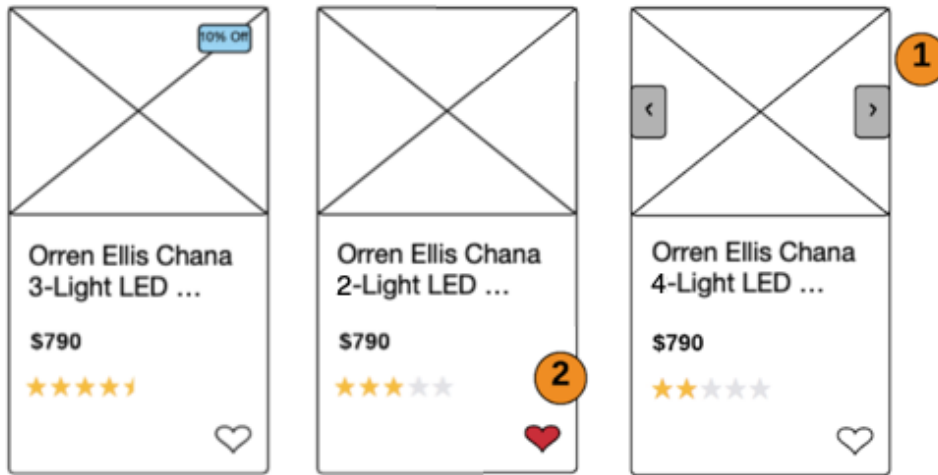 10% Off
1
‹
›
Orren Ellis Chana
3-Light LED ...
$790
Orren Ellis Chana
2-Light LED ...
$790
2
Orren Ellis Chana
4-Light LED ...
$790